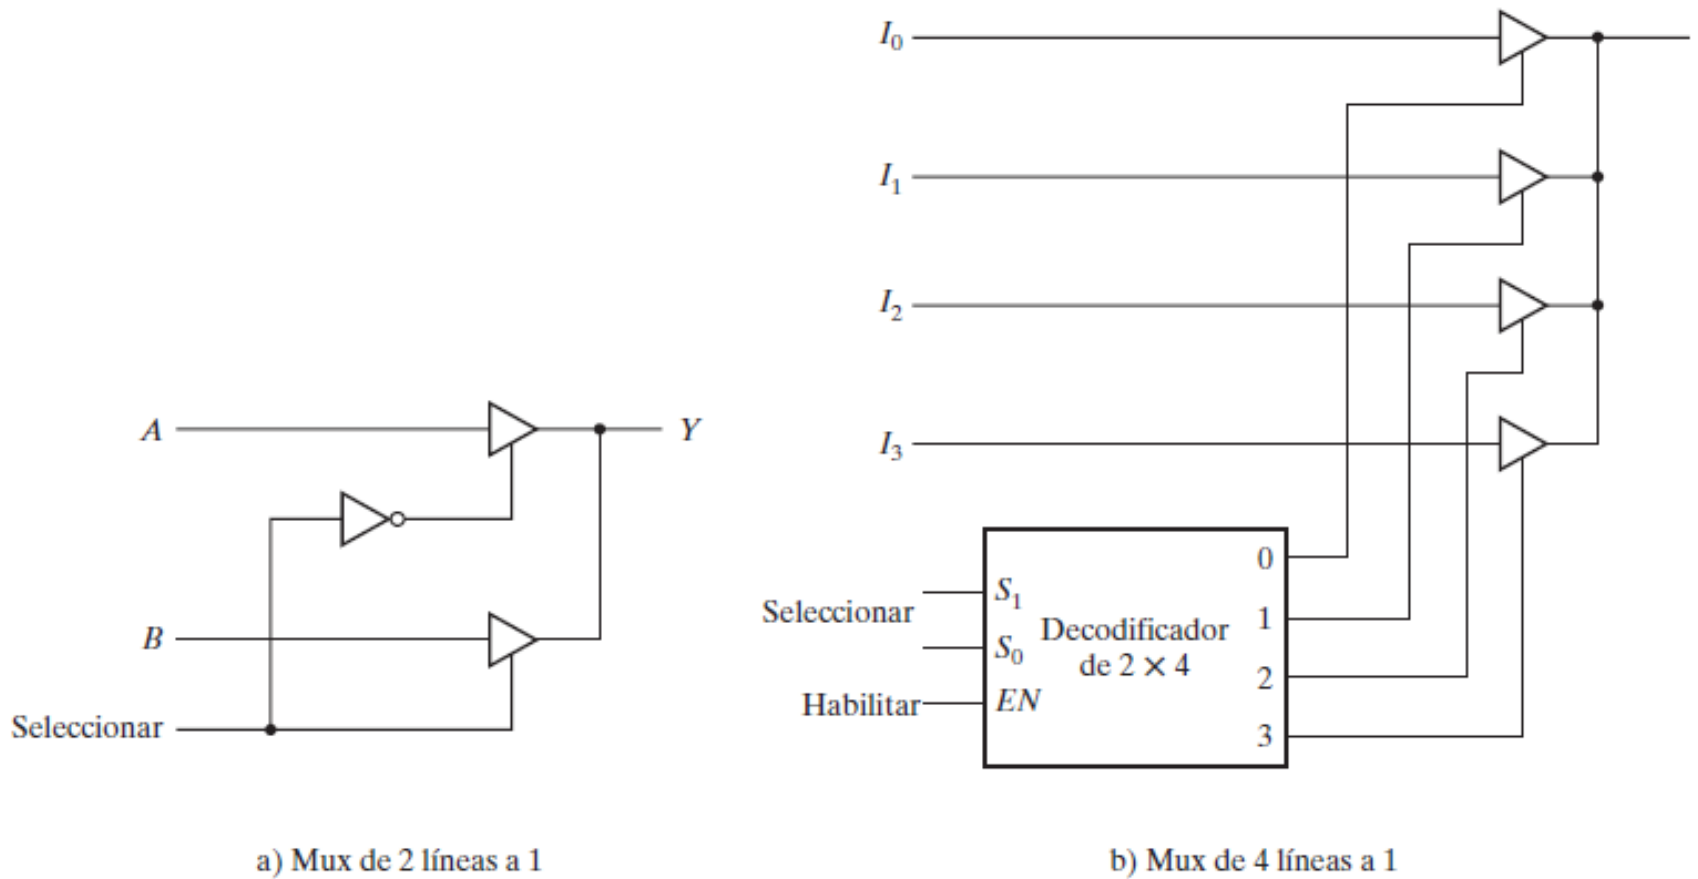 A
Y
B
Seleccionar
a) Mux de 2 líneas a 1
I₀
I₁
I₂
I₃
Seleccionar
Habilitar
S₁
S₀
EN
Decodificador
de 2 × 4
0
1
2
3
b) Mux de 4 líneas a 1